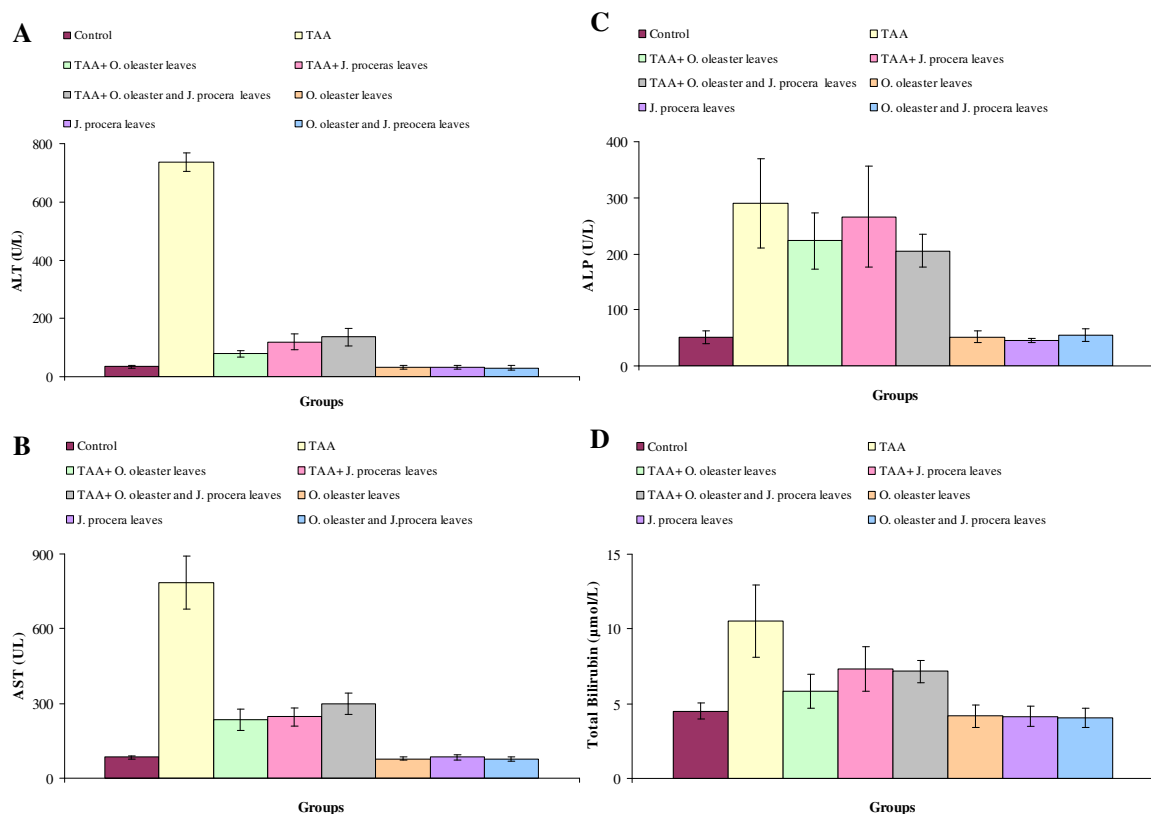 A
Control
TAA
TAA+ O. oleaster leaves
TAA+ J. proceras leaves
TAA+ O. oleaster and J. procera leaves
O. oleaster leaves
J. procera leaves
O. oleaster and J. preocera leaves
800
600
400
200
0
ALT (U/L)
Groups
B
Control
TAA
TAA+ O. oleaster leaves
TAA+ J. proceras leaves
TAA+ O. oleaster and J. procera leaves
O. oleaster leaves
J. procera leaves
O. oleaster and J.procera leaves
900
600
300
0
AST (UL)
Groups
C
Control
TAA
TAA+ O. oleaster leaves
TAA+ J. procera leaves
TAA+ O. oleaster and J. procera leaves
O. oleaster leaves
J. procera leaves
O. oleaster and J. procera leaves
400
300
200
100
0
ALP (U/L)
Groups
D
Control
TAA
TAA+ O. oleaster leaves
TAA+ J. procera leaves
TAA+ O. oleaster and J. procera leaves
O. oleaster leaves
J. procera leaves
O. oleaster and J. procera leaves
15
10
5
0
Total Bilirubin (µmol/L)
Groups